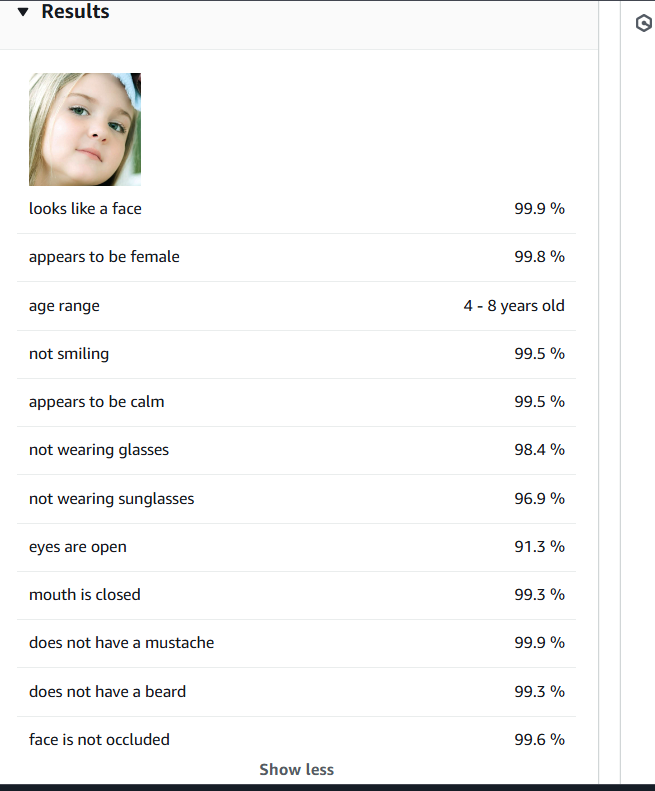 Results
looks like a face 99.9 %
appears to be female 99.8 %
age range 4 - 8 years old
not smiling 99.5 %
appears to be calm 99.5 %
not wearing glasses 98.4 %
not wearing sunglasses 96.9 %
eyes are open 91.3 %
mouth is closed 99.3 %
does not have a mustache 99.9 %
does not have a beard 99.3 %
face is not occluded 99.6 %
Show less